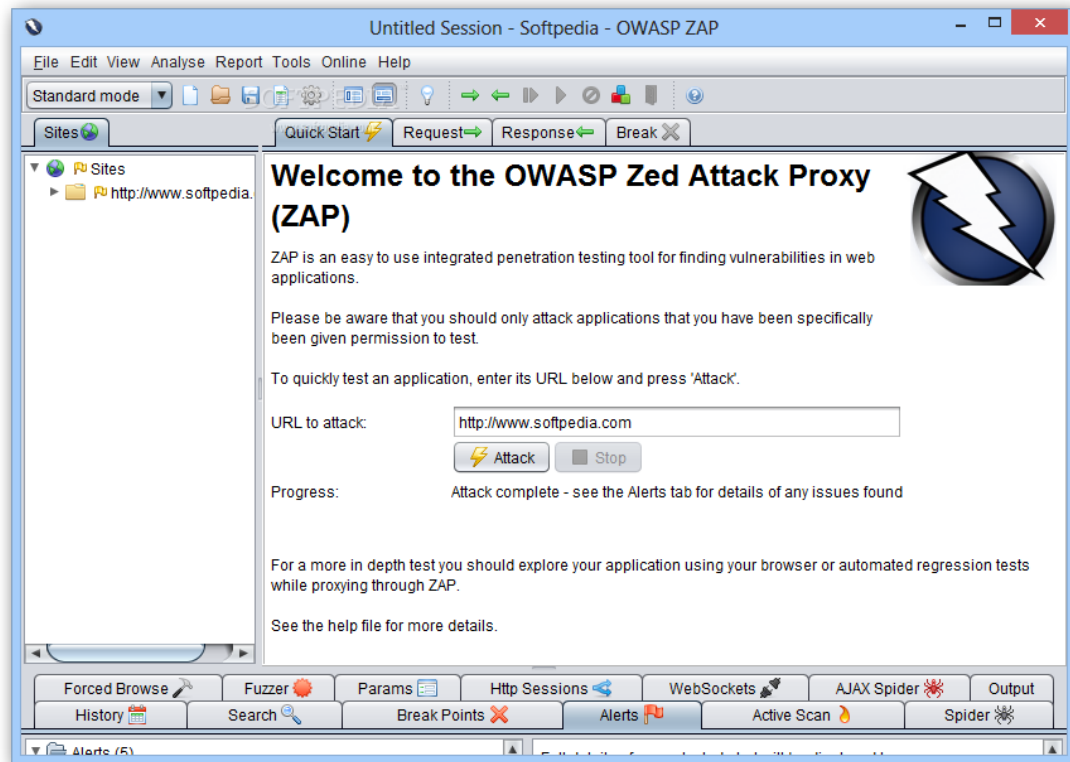 Untitled Session - Softpedia - OWASP ZAP
File Edit View Analyse Report Tools Online Help
Standard mode
Sites
Quick Start Request Response Break
Sites
http://www.softpedia.
Welcome to the OWASP Zed Attack Proxy
(ZAP)
ZAP is an easy to use integrated penetration testing tool for finding vulnerabilities in web
applications.
Please be aware that you should only attack applications that you have been specifically
been given permission to test.
To quickly test an application, enter its URL below and press 'Attack'.
URL to attack: http://www.softpedia.com
Attack Stop
Progress: Attack complete - see the Alerts tab for details of any issues found
For a more in depth test you should explore your application using your browser or automated regression tests
while proxying through ZAP.
See the help file for more details.
Forced Browse Fuzzer Params Http Sessions WebSockets AJAX Spider Output
History Search Break Points Alerts Active Scan Spider
Alerts (5)